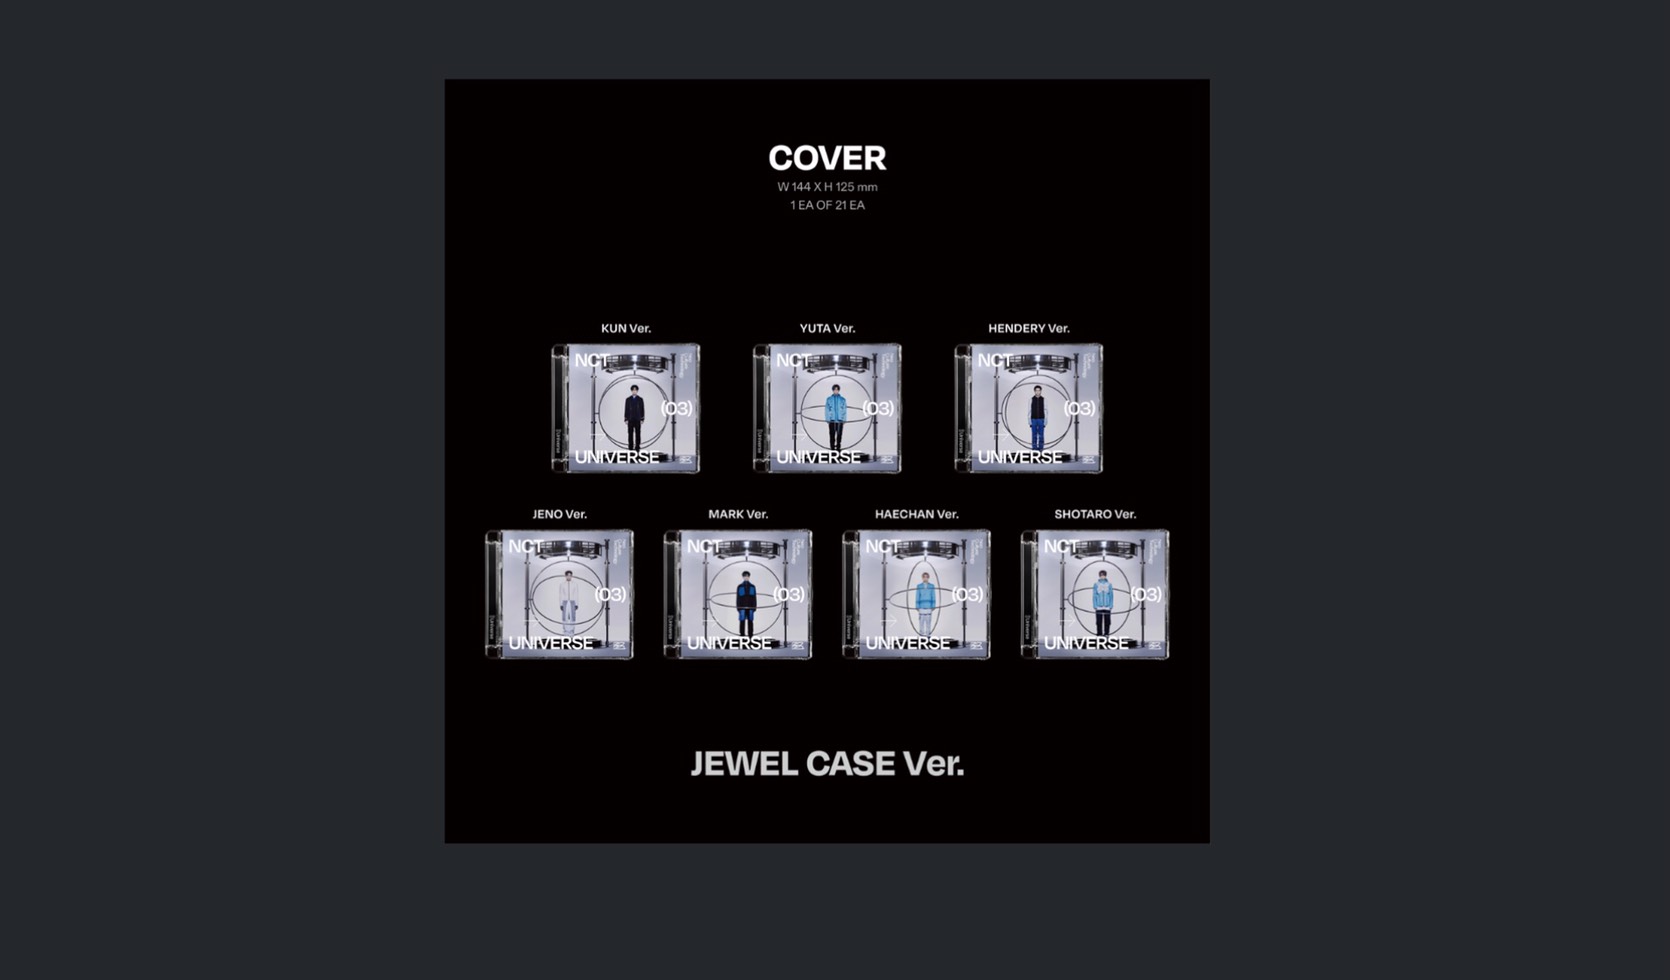 COVER
W 144 X H 125 mm
1 EA OF 21 EA
KUN Ver.
YUTA Ver.
HENDERY Ver.
NCT
(03)
UNIVERSE
NCT
(03)
UNIVERSE
NCT
(03)
UNIVERSE
JENO Ver.
MARK Ver.
HAECHAN Ver.
SHOTARO Ver.
NCT
(03)
UNIVERSE
NCT
(03)
UNIVERSE
NCT
(03)
UNIVERSE
NCT
(03)
UNIVERSE
JEWEL CASE Ver.